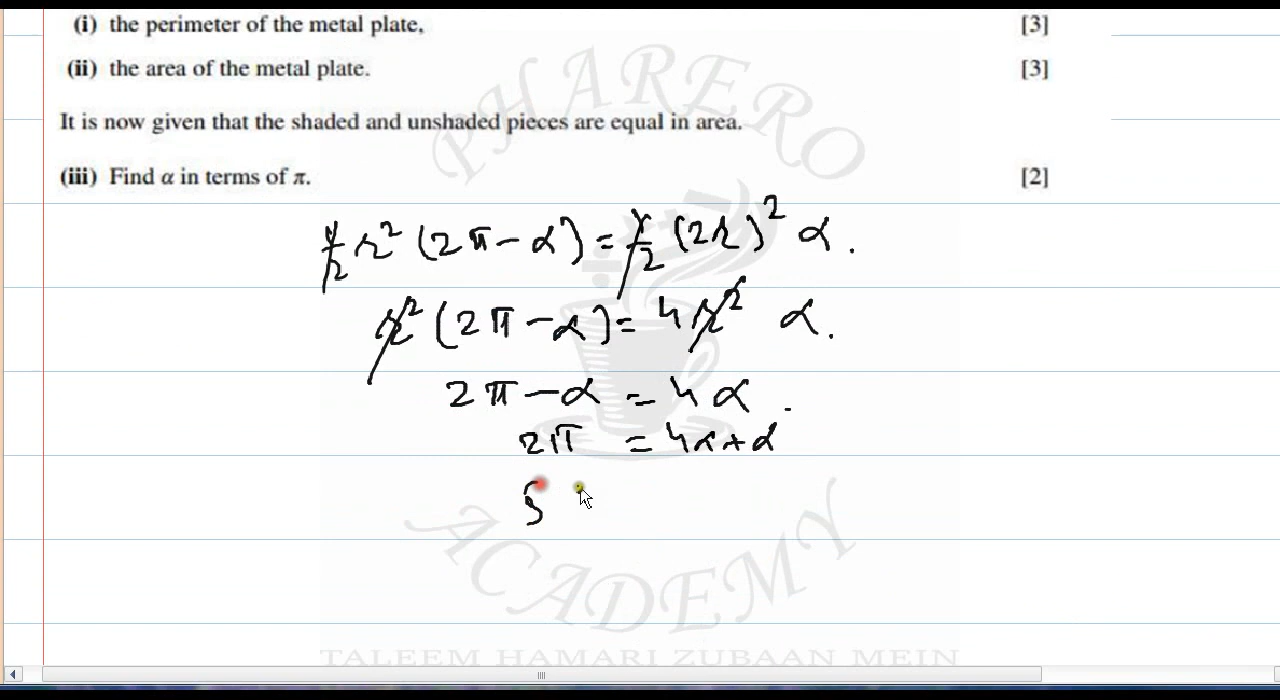 (i) the perimeter of the metal plate, [3]
(ii) the area of the metal plate. [3]
It is now given that the shaded and unshaded pieces are equal in area.
(iii) Find α in terms of π. [2]
1/2 r² (2π − α) = 1/2 (2r)² α.
r² (2π − α) = 4r² α.
2π − α = 4α.
2π = 4α + α
5
PHARERO
ACADEMY
TALEEM HAMARI ZUBAAN MEIN